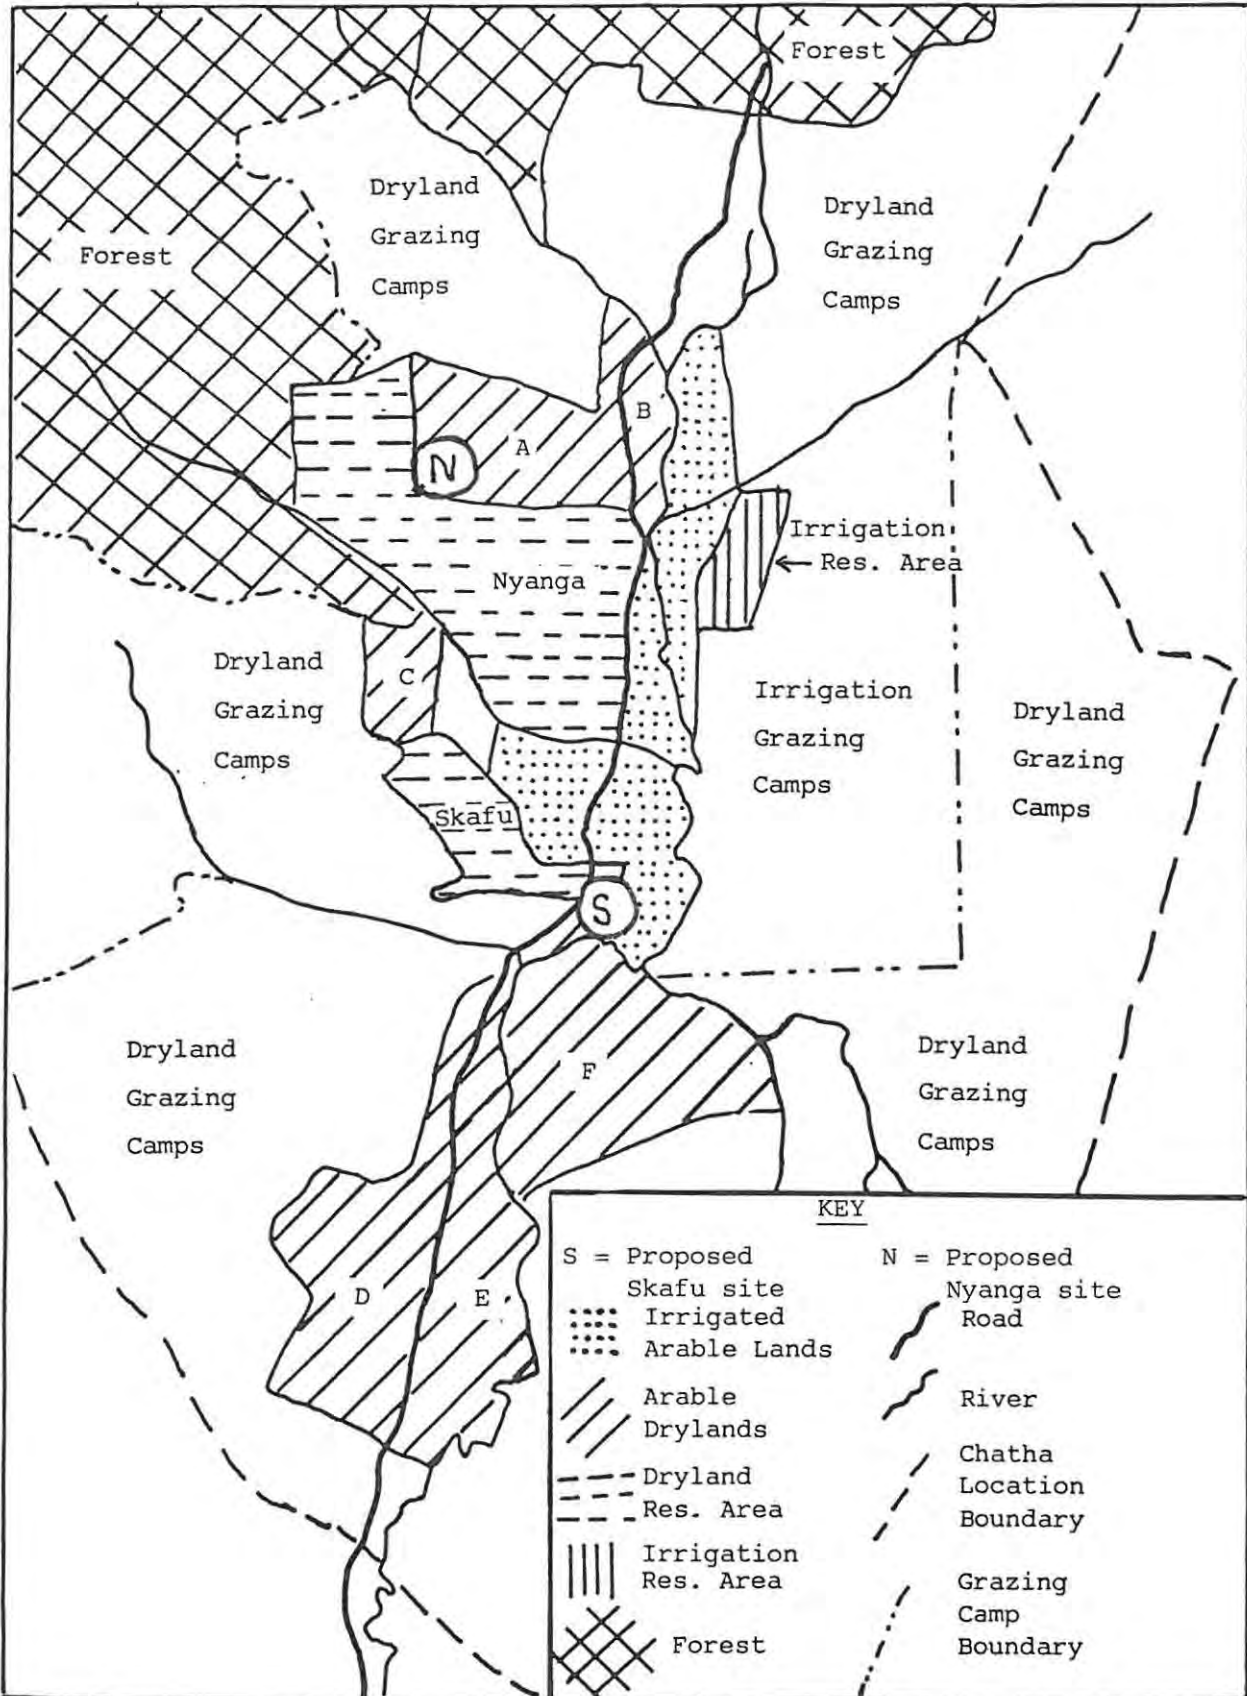 Forest
Dryland
Grazing
Camps
Dryland
Grazing
Camps
Forest
B
A
N
Irrigation
Res. Area
Nyanga
Dryland
Grazing
Camps
C
Irrigation
Grazing
Camps
Dryland
Grazing
Camps
Skafu
S
Dryland
Grazing
Camps
F
Dryland
Grazing
Camps
D
E
KEY
S = Proposed
Skafu site
Irrigated
Arable Lands
Arable
Drylands
Dryland
Res. Area
Irrigation
Res. Area
Forest
N = Proposed
Nyanga site
Road
River
Chatha
Location
Boundary
Grazing
Camp
Boundary